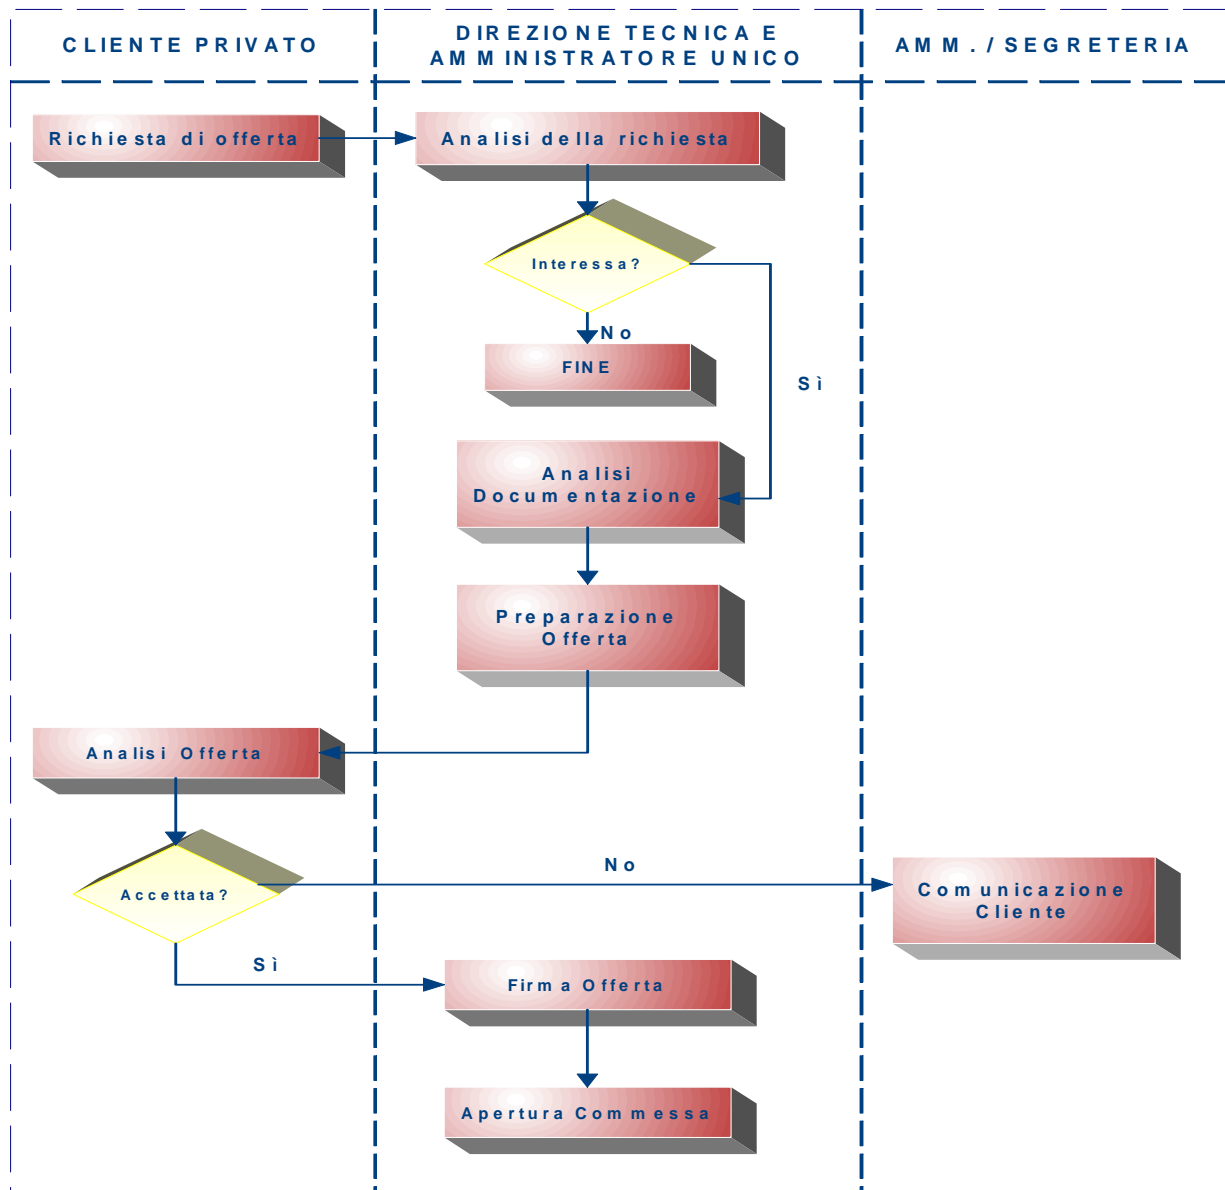 CLIENTE PRIVATO
DIREZIONE TECNICA E
AMMINISTRATORE UNICO
AMM. / SEGRETERIA
Richiesta di offerta
Analisi della richiesta
Interessa?
No
FINE
Sì
Analisi
Documentazione
Preparazione
Offerta
Analisi Offerta
Accettata?
No
Comunicazione
Cliente
Sì
Firma Offerta
Apertura Commessa